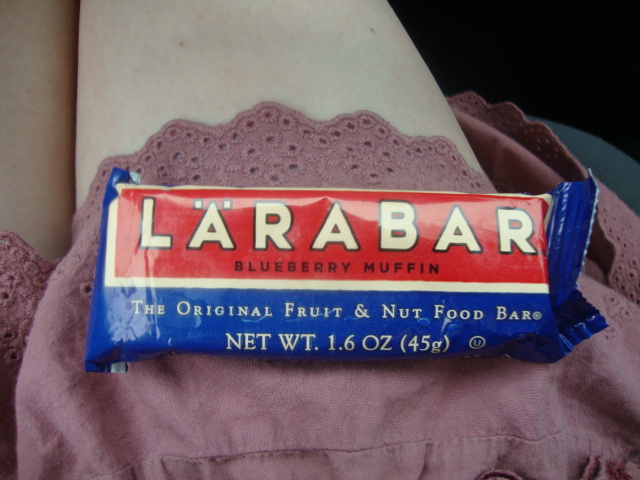 LÄRABAR
BLUEBERRY MUFFIN
The Original Fruit & Nut Food Bar®
NET WT. 1.6 OZ (45g) Ⓤ